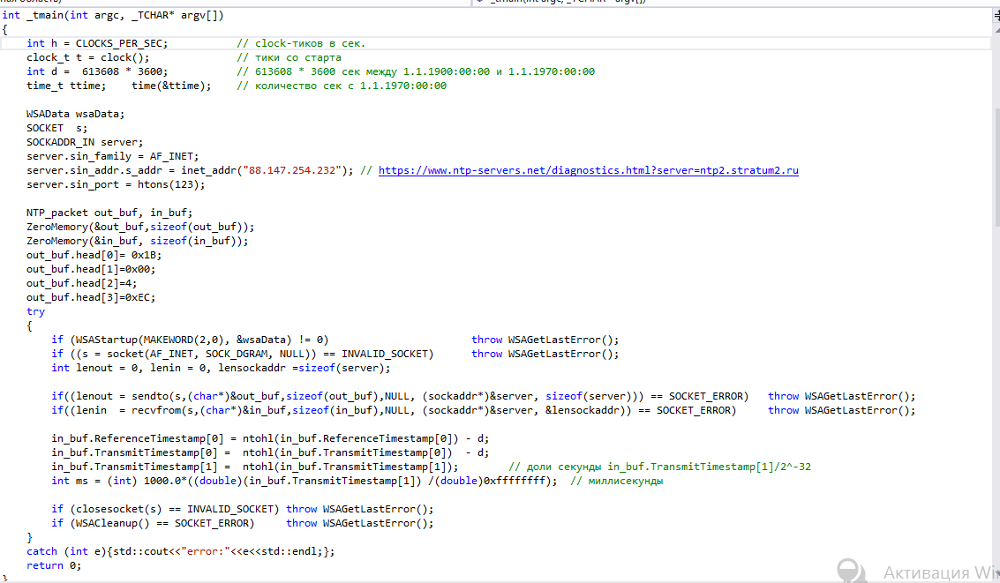 int _tmain(int argc, _TCHAR* argv[])
{
int h = CLOCKS_PER_SEC; // clock-тиков в сек.
clock_t t = clock(); // тики со старта
int d = 613608 * 3600; // 613608 * 3600 сек между 1.1.1900:00:00 и 1.1.1970:00:00
time_t ttime; time(&ttime); // количество сек с 1.1.1970:00:00
WSAData wsaData;
SOCKET s;
SOCKADDR_IN server;
server.sin_family = AF_INET;
server.sin_addr.s_addr = inet_addr("88.147.254.232"); // https://www.ntp-servers.net/diagnostics.html?server=ntp2.stratum2.ru
server.sin_port = htons(123);
NTP_packet out_buf, in_buf;
ZeroMemory(&out_buf,sizeof(out_buf));
ZeroMemory(&in_buf, sizeof(in_buf));
out_buf.head[0]= 0x1B;
out_buf.head[1]=0x00;
out_buf.head[2]=4;
out_buf.head[3]=0xEC;
try
{
if (WSAStartup(MAKEWORD(2,0), &wsaData) != 0) throw WSAGetLastError();
if ((s = socket(AF_INET, SOCK_DGRAM, NULL)) == INVALID_SOCKET) throw WSAGetLastError();
int lenout = 0, lenin = 0, lensockaddr =sizeof(server);
if((lenout = sendto(s,(char*)&out_buf,sizeof(out_buf),NULL, (sockaddr*)&server, sizeof(server))) == SOCKET_ERROR) throw WSAGetLastError();
if((lenin = recvfrom(s,(char*)&in_buf,sizeof(in_buf),NULL, (sockaddr*)&server, &lensockaddr)) == SOCKET_ERROR) throw WSAGetLastError();
in_buf.ReferenceTimestamp[0] = ntohl(in_buf.ReferenceTimestamp[0]) - d;
in_buf.TransmitTimestamp[0] = ntohl(in_buf.TransmitTimestamp[0]) - d;
in_buf.TransmitTimestamp[1] = ntohl(in_buf.TransmitTimestamp[1]); // доли секунды in_buf.TransmitTimestamp[1]/2^-32
int ms = (int) 1000.0*((double)(in_buf.TransmitTimestamp[1]) /(double)0xffffffff); // миллисекунды
if (closesocket(s) == INVALID_SOCKET) throw WSAGetLastError();
if (WSACleanup() == SOCKET_ERROR) throw WSAGetLastError();
}
catch (int e){std::cout<<"error:"<<e<<std::endl;};
return 0;
}
Активация Wi